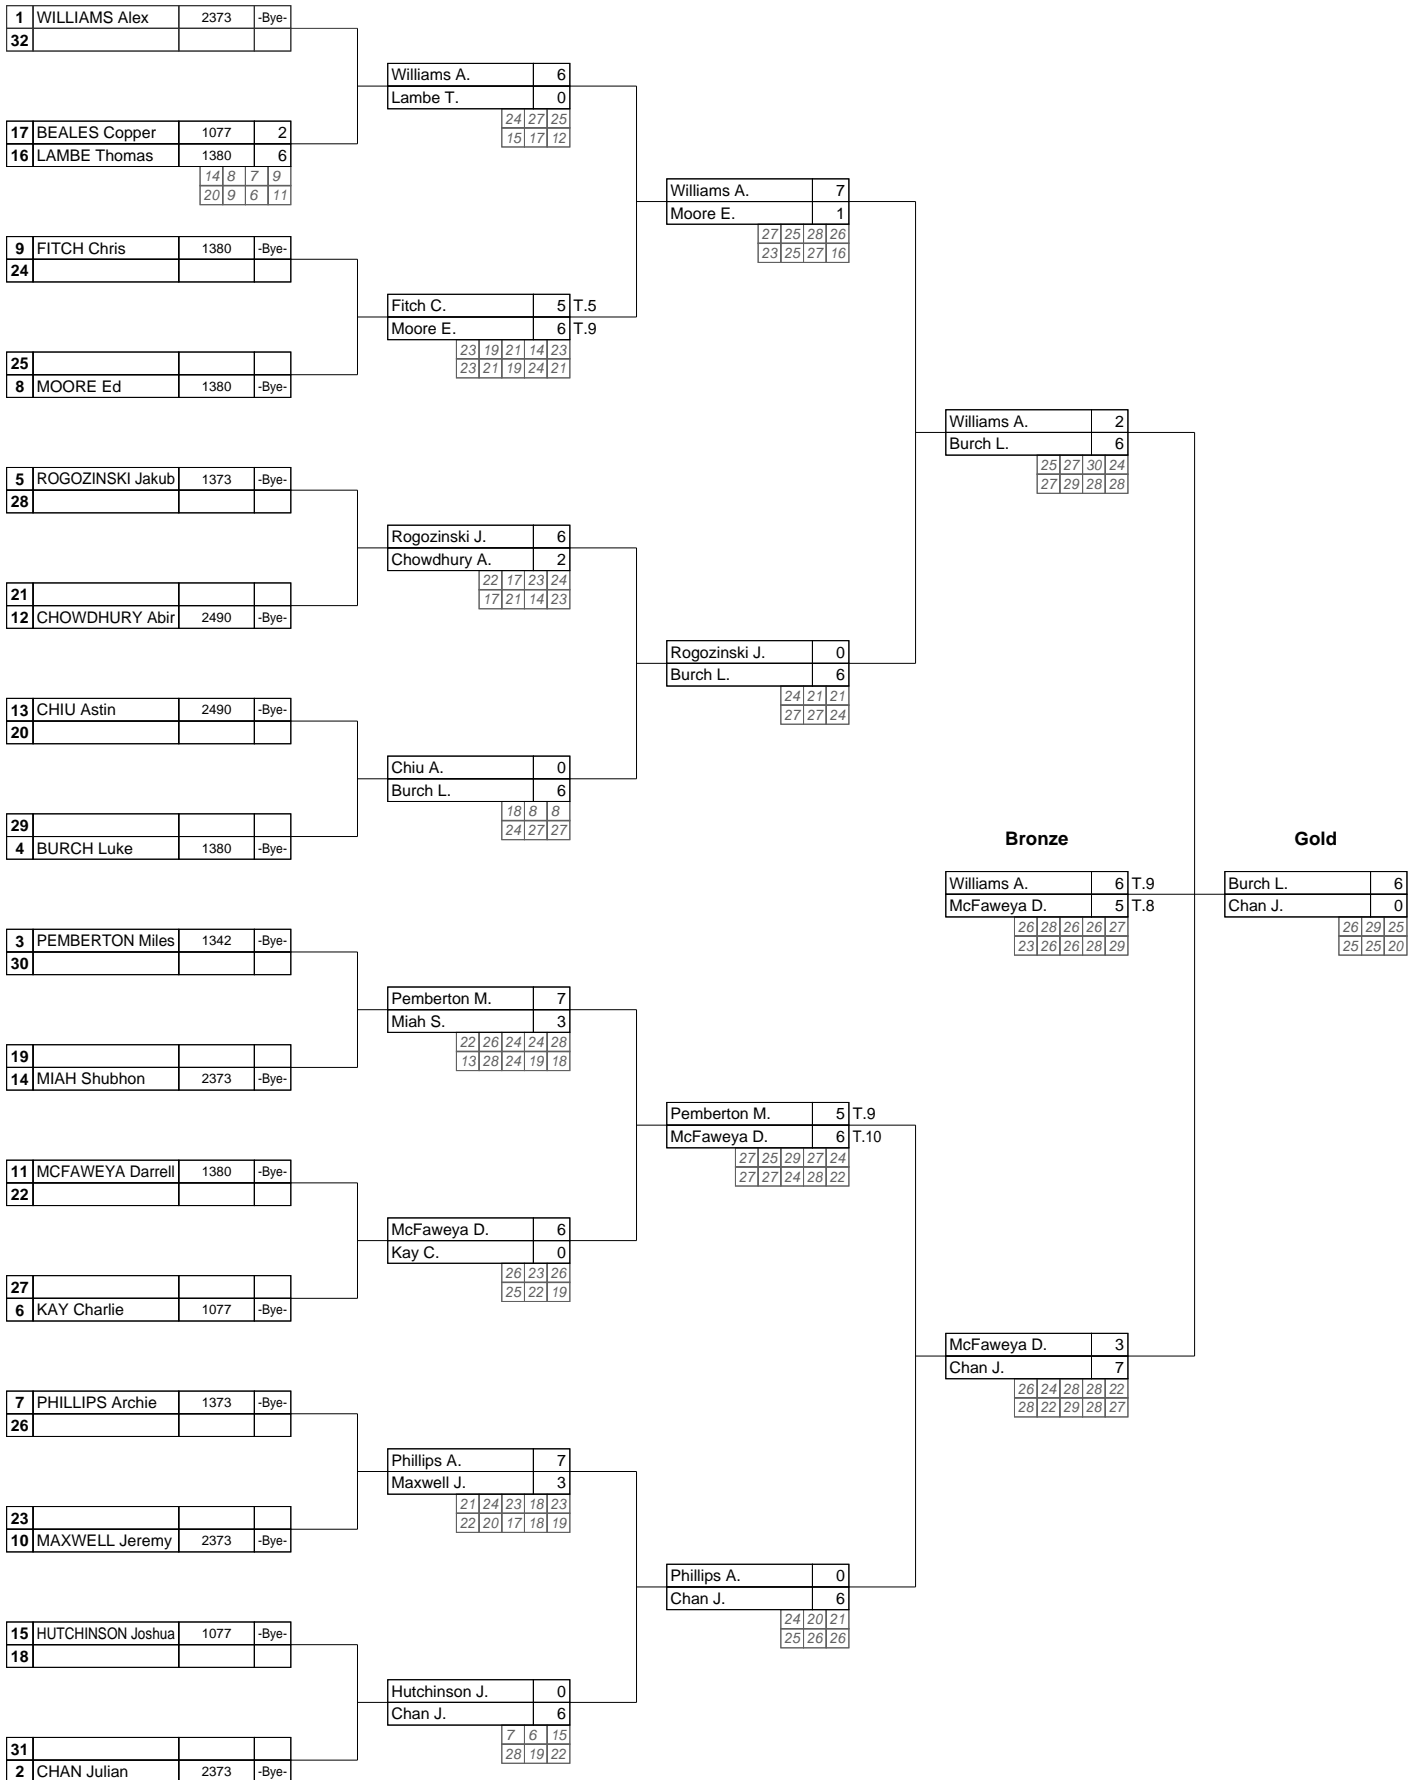 1 WILLIAMS Alex 2373 -Bye-
32
Williams A. 6
Lambe T. 0
24 27 25
15 17 12
17 BEALES Copper 1077 2
16 LAMBE Thomas 1380 6
14 8 7 9
20 9 6 11
Williams A. 7
Moore E. 1
27 25 28 26
23 25 27 16
9 FITCH Chris 1380 -Bye-
24
Fitch C. 5 T.5
Moore E. 6 T.9
23 19 21 14 23
23 21 19 24 21
25
8 MOORE Ed 1380 -Bye-
Williams A. 2
Burch L. 6
25 27 30 24
27 29 28 28
5 ROGOZINSKI Jakub 1373 -Bye-
28
Rogozinski J. 6
Chowdhury A. 2
22 17 23 24
17 21 14 23
21
12 CHOWDHURY Abir 2490 -Bye-
Rogozinski J. 0
Burch L. 6
24 21 21
27 27 24
13 CHIU Astin 2490 -Bye-
20
Chiu A. 0
Burch L. 6
18 8 8
24 27 27
29
4 BURCH Luke 1380 -Bye-
Bronze Gold
Williams A. 6 T.9 Burch L. 6
McFaweya D. 5 T.8 Chan J. 0
26 28 26 26 27 26 29 25
23 26 26 28 29 25 25 20
3 PEMBERTON Miles 1342 -Bye-
30
Pemberton M. 7
Miah S. 3
22 26 24 24 28
13 28 24 19 18
19
14 MIAH Shubhon 2373 -Bye-
Pemberton M. 5 T.9
McFaweya D. 6 T.10
27 25 29 27 24
27 27 24 28 22
11 MCFAWEYA Darrell 1380 -Bye-
22
McFaweya D. 6
Kay C. 0
26 23 26
25 22 19
27
6 KAY Charlie 1077 -Bye-
McFaweya D. 3
Chan J. 7
26 24 28 28 22
28 22 29 28 27
7 PHILLIPS Archie 1373 -Bye-
26
Phillips A. 7
Maxwell J. 3
21 24 23 18 23
22 20 17 18 19
23
10 MAXWELL Jeremy 2373 -Bye-
Phillips A. 0
Chan J. 6
24 20 21
25 26 26
15 HUTCHINSON Joshua 1077 -Bye-
18
Hutchinson J. 0
Chan J. 6
7 6 15
28 19 22
31
2 CHAN Julian 2373 -Bye-